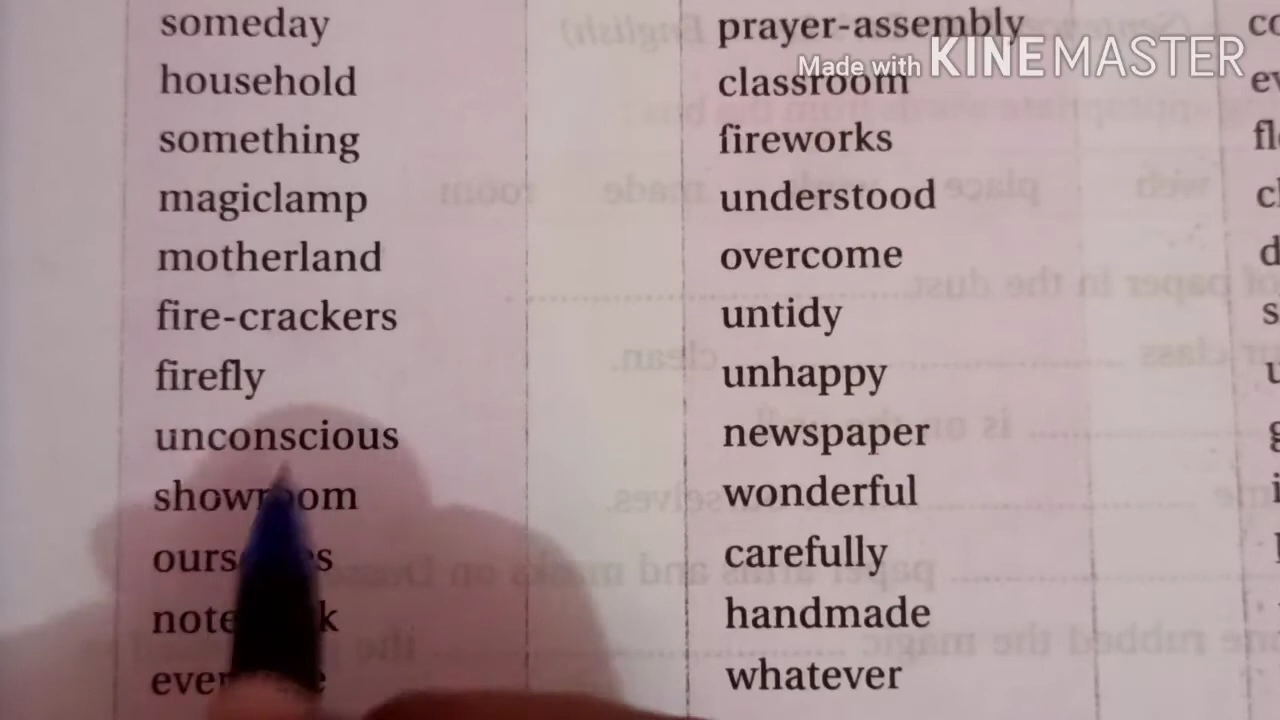 someday
household
something
magiclamp
motherland
fire-crackers
firefly
unconscious
showroom
prayer-assembly
classroom
fireworks
understood
overcome
untidy
unhappy
newspaper
wonderful
carefully
handmade
whatever
Made with KINEMASTER